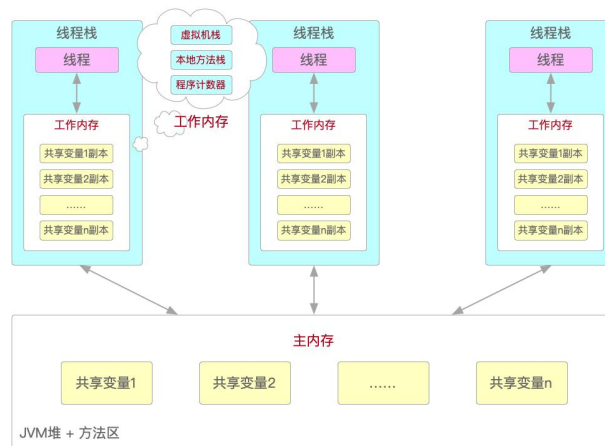 线程栈
线程
工作内存
共享变量1副本
共享变量2副本
......
共享变量n副本
虚拟机栈
本地方法栈
程序计数器
工作内存
线程栈
线程
工作内存
共享变量1副本
共享变量2副本
......
共享变量n副本
线程栈
线程
工作内存
共享变量1副本
共享变量2副本
......
共享变量n副本
主内存
共享变量1
共享变量2
......
共享变量n
JVM堆 + 方法区